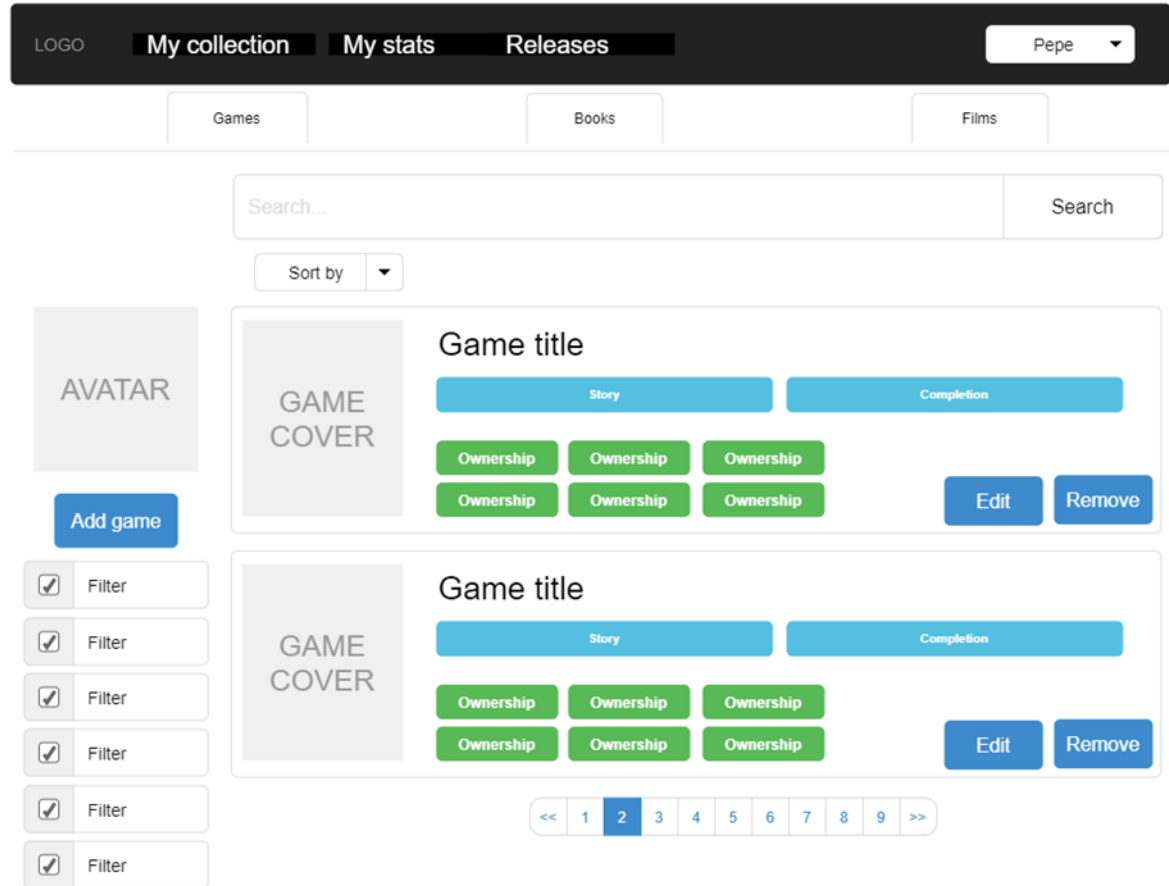 LOGO
My collection
My stats
Releases
Pepe
Games
Books
Films
Search...
Search
Sort by
AVATAR
Add game
Filter
Filter
Filter
Filter
Filter
Filter
GAME
COVER
Game title
Story
Completion
Ownership
Ownership
Ownership
Ownership
Ownership
Ownership
Edit
Remove
GAME
COVER
Game title
Story
Completion
Ownership
Ownership
Ownership
Ownership
Ownership
Ownership
Edit
Remove
<< 1 2 3 4 5 6 7 8 9 >>